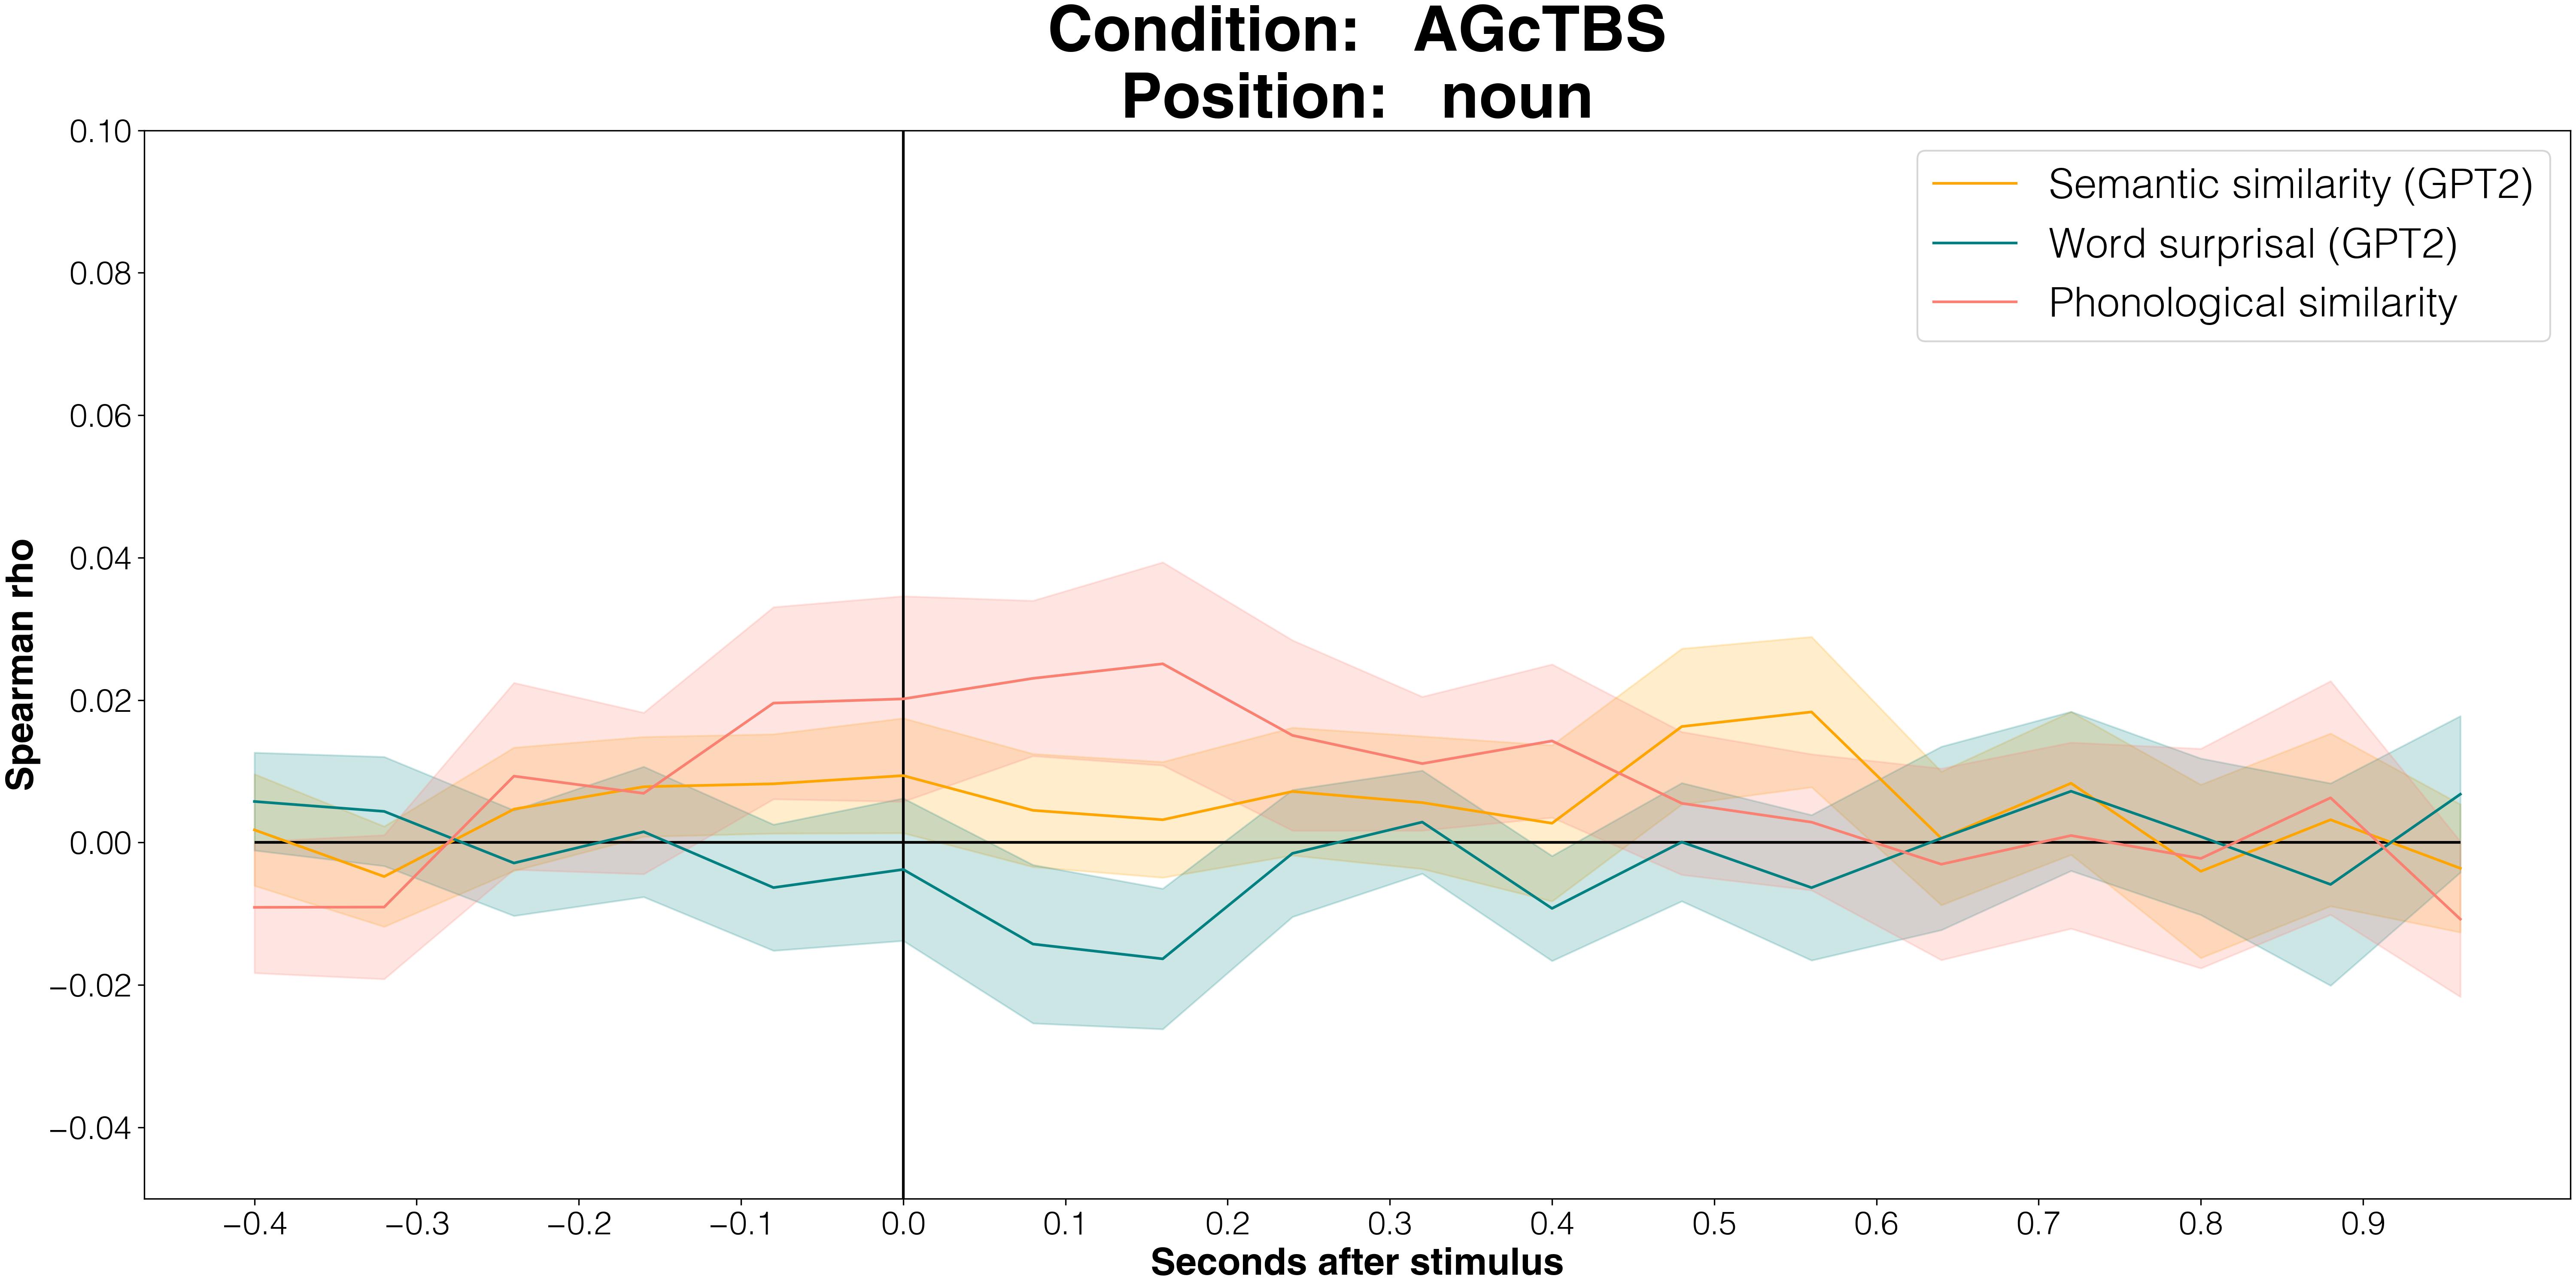 Condition:   AGcTBS
Position:   noun
0.10
0.08
0.06
0.04
0.02
0.00
−0.02
−0.04
Spearman rho
Semantic similarity (GPT2)
Word surprisal (GPT2)
Phonological similarity
−0.4 −0.3 −0.2 −0.1 0.0 0.1 0.2 0.3 0.4 0.5 0.6 0.7 0.8 0.9
Seconds after stimulus